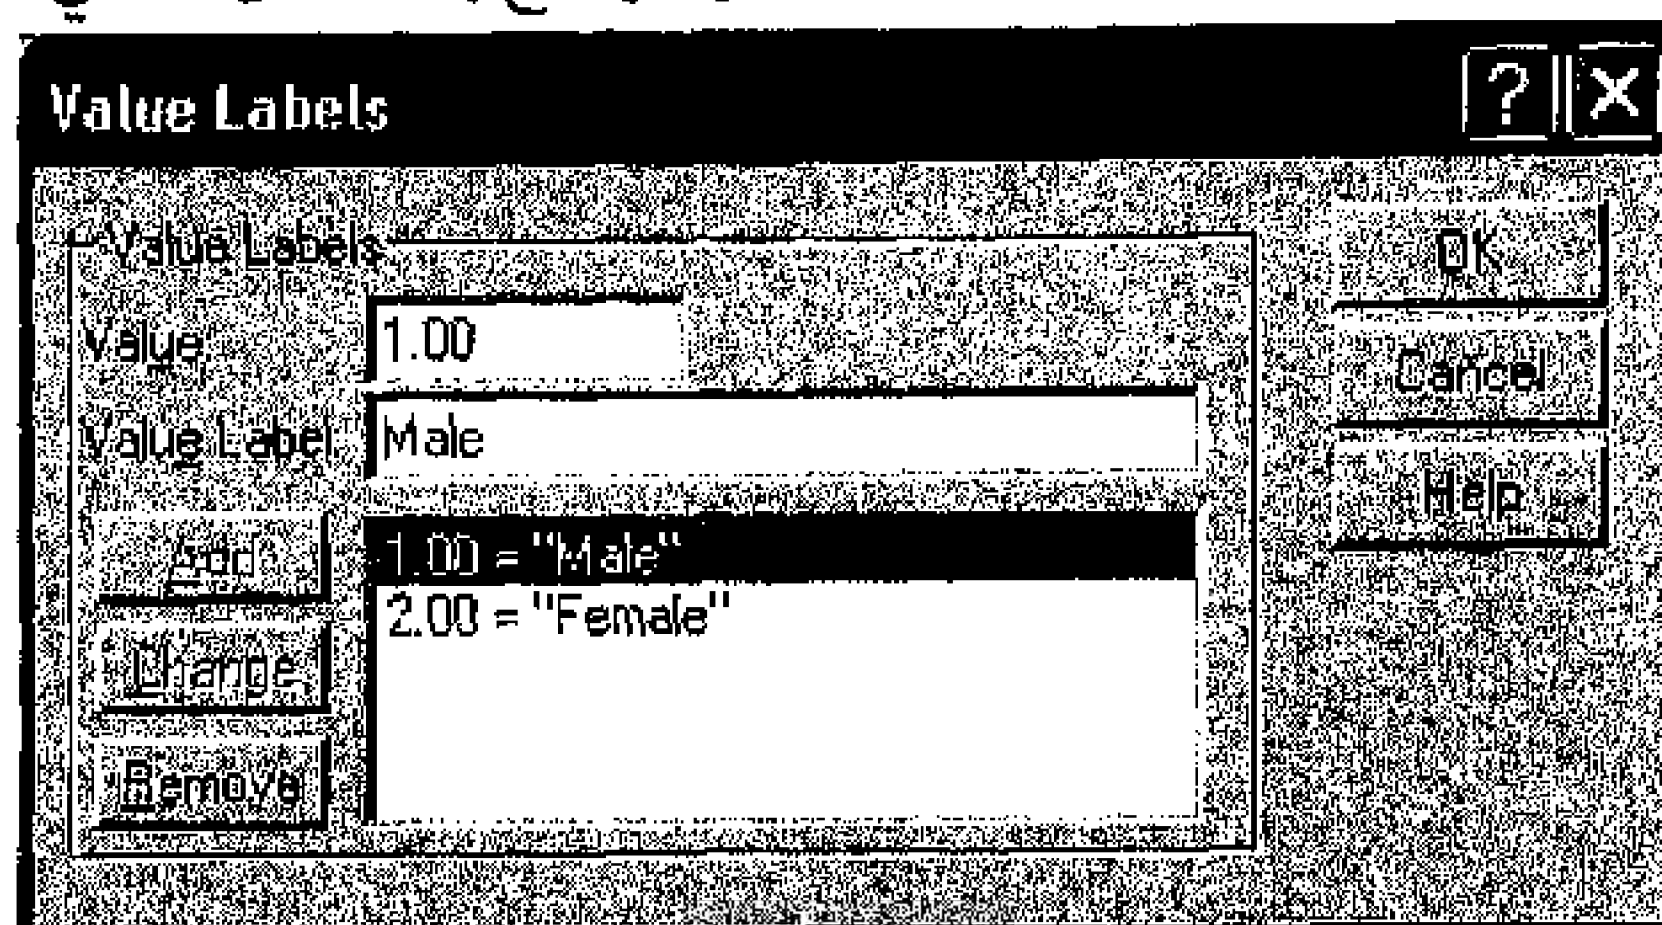 Value Labels
? X
Value Labels
Value 1.00
Value Label Male
Add
Change
Remove
1.00 = "Male"
2.00 = "Female"
OK
Cancel
Help